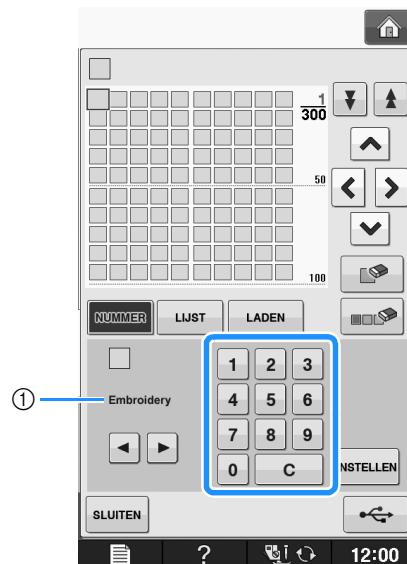 1
300
50
100
NUMMER LIJST LADEN
1 2 3
① Embroidery
4 5 6
7 8 9
0 C
NSTELLEN
SLUITEN
? 12:00